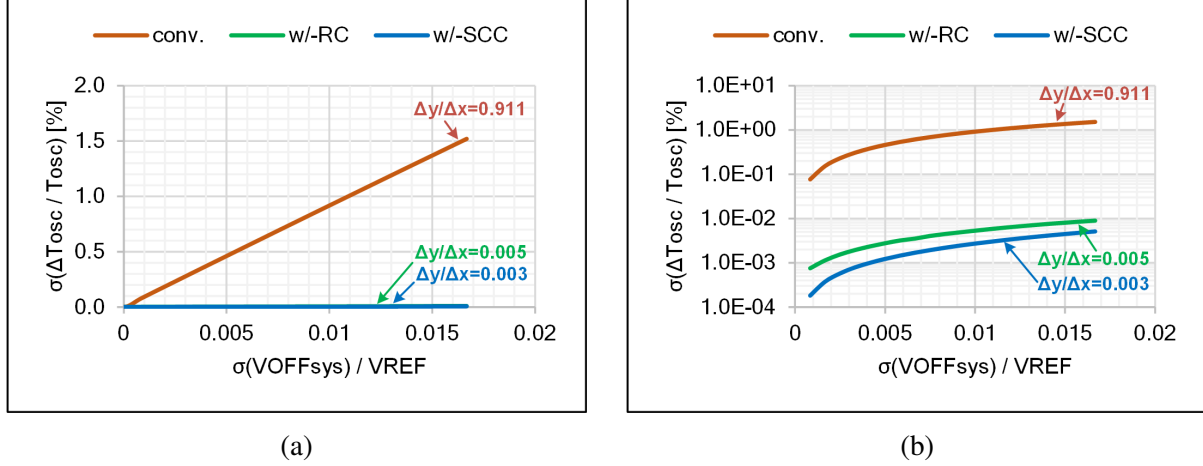 conv. w/-RC w/-SCC
σ(ΔTosc / Tosc) [%]
2.0
1.5
1.0
0.5
0.0
Δy/Δx=0.911
Δy/Δx=0.005
Δy/Δx=0.003
0 0.005 0.01 0.015 0.02
σ(VOFFsys) / VREF
(a)
conv. w/-RC w/-SCC
σ(ΔTosc / Tosc) [%]
1.0E+01
1.0E+00
1.0E-01
1.0E-02
1.0E-03
1.0E-04
Δy/Δx=0.911
Δy/Δx=0.005
Δy/Δx=0.003
0 0.005 0.01 0.015 0.02
σ(VOFFsys) / VREF
(b)